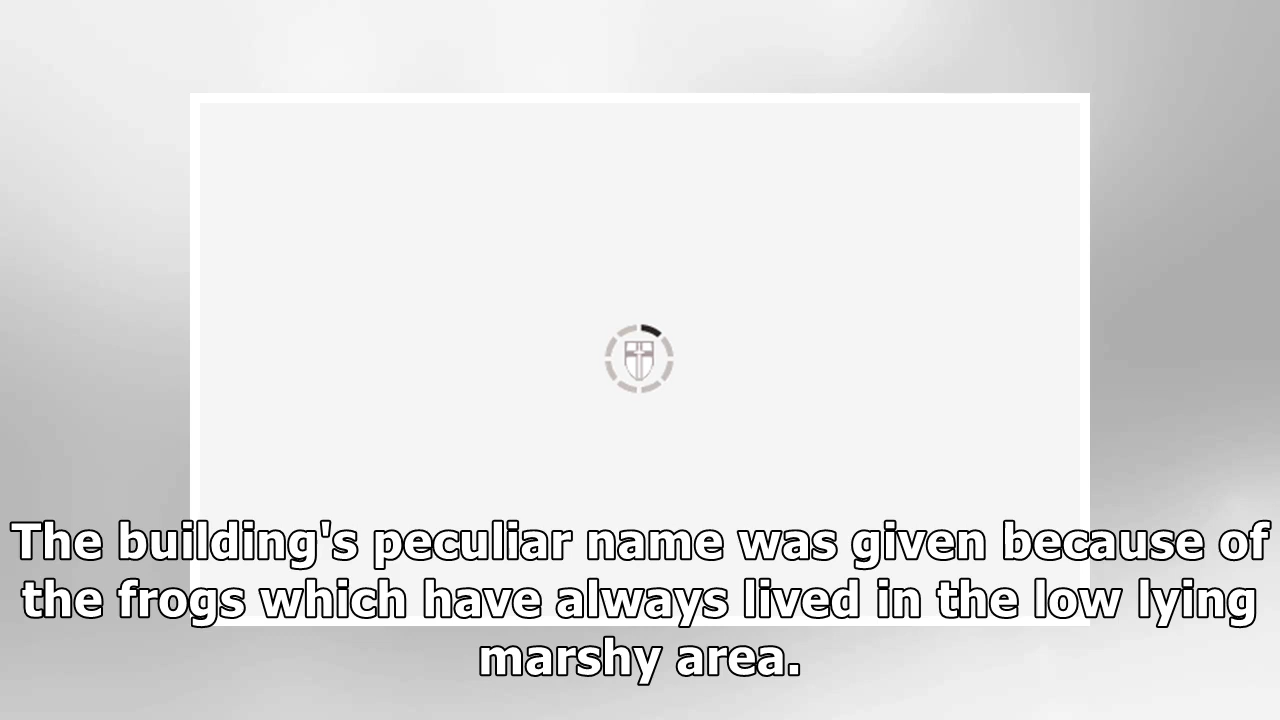 The building's peculiar name was given because of
the frogs which have always lived in the low lying
marshy area.